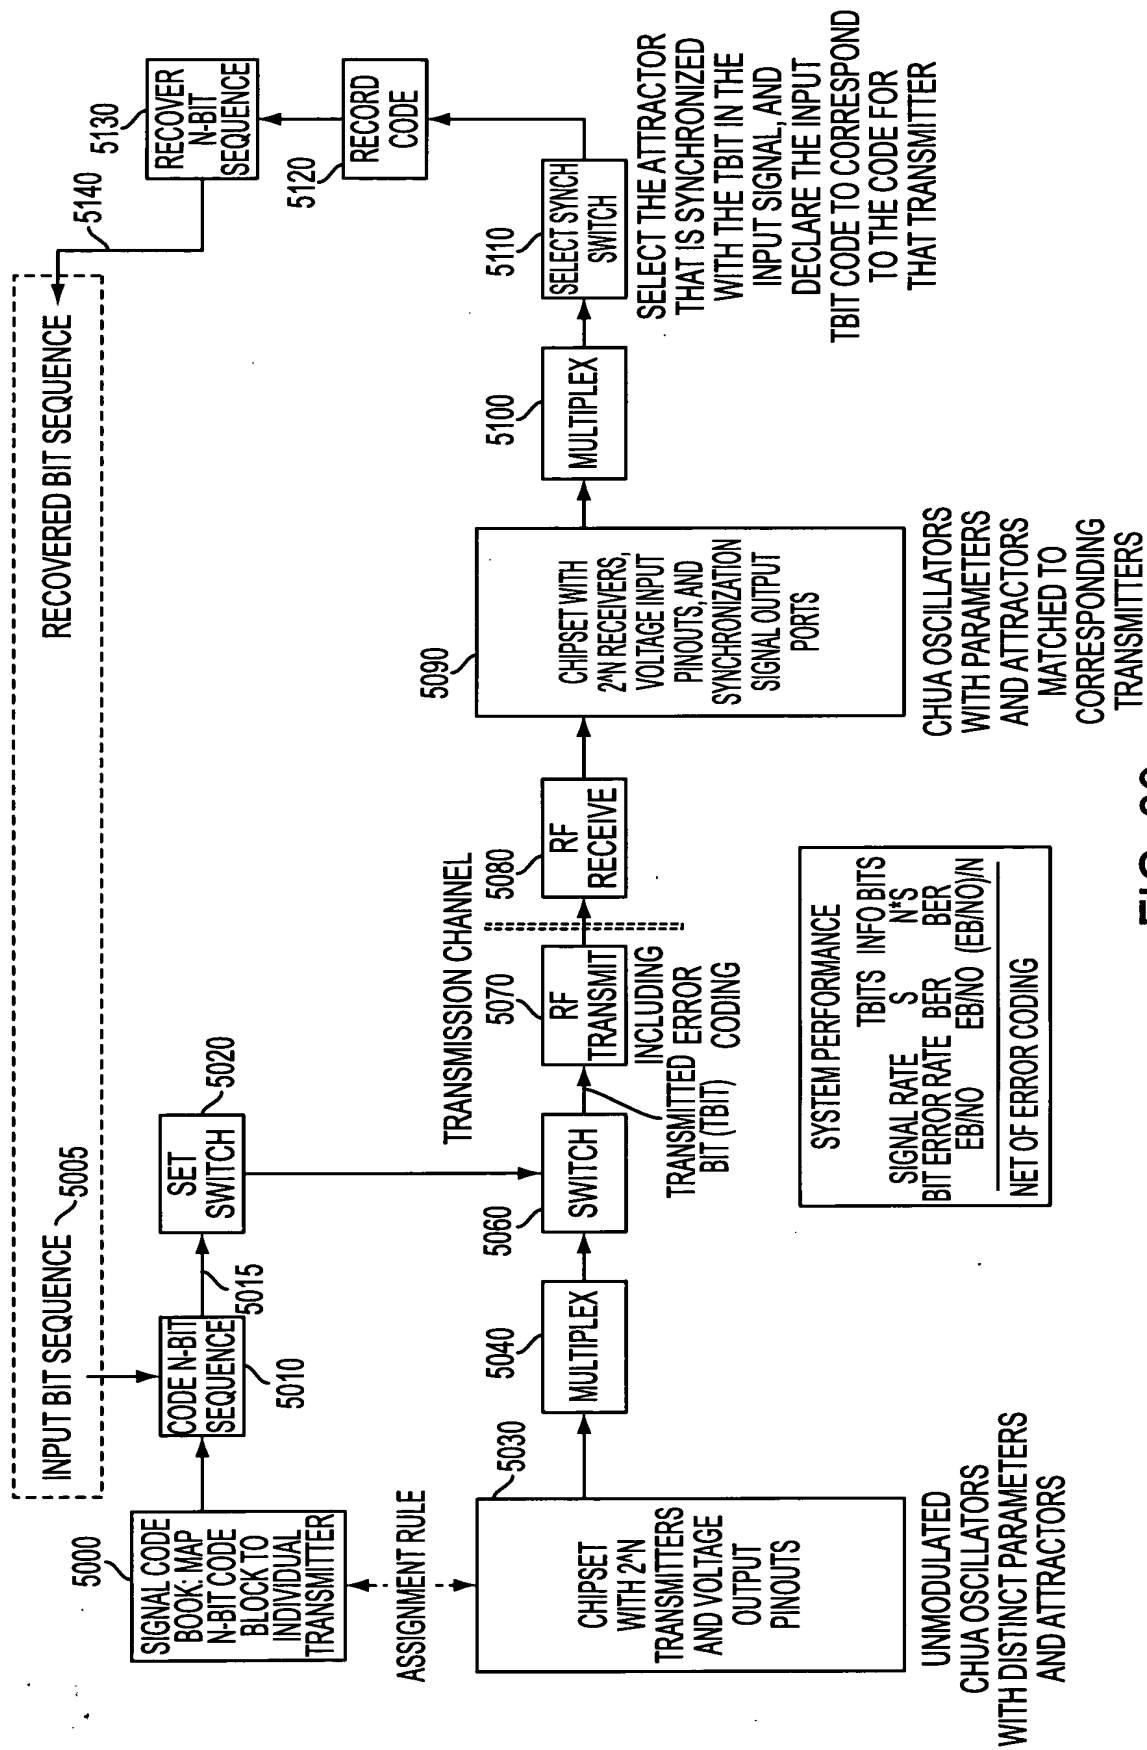 INPUT BIT SEQUENCE
5005
RECOVERED BIT SEQUENCE
5140
5000
SIGNAL CODE
BOOK: MAP
N-BIT CODE
BLOCK TO
INDIVIDUAL
TRANSMITTER
CODE N-BIT
SEQUENCE
5010
5015
SET
SWITCH
5020
RECOVER
N-BIT
SEQUENCE
5130
RECORD
CODE
5120
ASSIGNMENT RULE
5030
CHIPSET
WITH 2^N
TRANSMITTERS
AND VOLTAGE
OUTPUT
PINOUTS
UNMODULATED
CHUA OSCILLATORS
WITH DISTINCT PARAMETERS
AND ATTRACTORS
5040
MULTIPLEX
5060
SWITCH
TRANSMITTED
BIT (TBIT)
TRANSMISSION CHANNEL
5070
RF
TRANSMIT
INCLUDING
ERROR
CODING
5080
RF
RECEIVE
5090
CHIPSET WITH
2^N RECEIVERS,
VOLTAGE INPUT
PINOUTS, AND
SYNCHRONIZATION
SIGNAL OUTPUT
PORTS
CHUA OSCILLATORS
WITH PARAMETERS
AND ATTRACTORS
MATCHED TO
CORRESPONDING
TRANSMITTERS
5100
MULTIPLEX
5110
SELECT SYNCH
SWITCH
SELECT THE ATTRACTOR
THAT IS SYNCHRONIZED
WITH THE TBIT IN THE
INPUT SIGNAL, AND
DECLARE THE INPUT
TBIT CODE TO CORRESPOND
TO THE CODE FOR
THAT TRANSMITTER
SYSTEM PERFORMANCE
TBITS INFO BITS
SIGNAL RATE S N*S
BIT ERROR RATE BER BER
EB/NO EB/NO (EB/NO)/N
NET OF ERROR CODING
FIG.